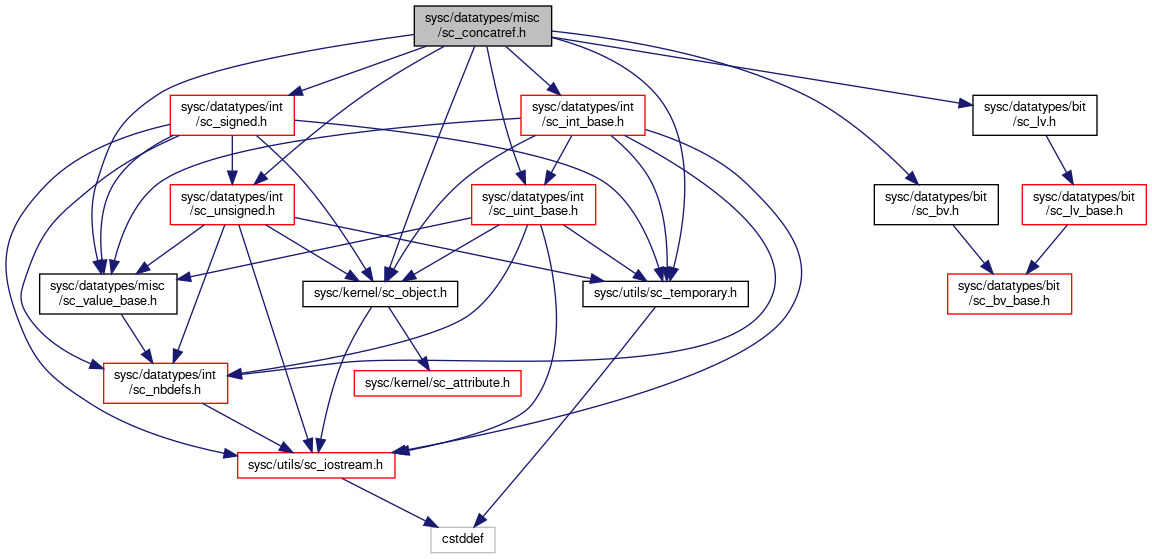 sysc/datatypes/misc
/sc_concatref.h
sysc/datatypes/int
/sc_signed.h
sysc/datatypes/int
/sc_int_base.h
sysc/datatypes/bit
/sc_lv.h
sysc/datatypes/int
/sc_unsigned.h
sysc/datatypes/int
/sc_uint_base.h
sysc/datatypes/bit
/sc_bv.h
sysc/datatypes/bit
/sc_lv_base.h
sysc/datatypes/misc
/sc_value_base.h
sysc/kernel/sc_object.h
sysc/utils/sc_temporary.h
sysc/datatypes/bit
/sc_bv_base.h
sysc/datatypes/int
/sc_nbdefs.h
sysc/kernel/sc_attribute.h
sysc/utils/sc_iostream.h
cstddef